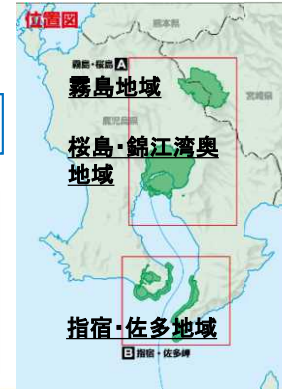 位置図
熊本県
霧島・桜島 A
霧島地域
宮崎県
鹿児島県
桜島・錦江湾奥
地域
指宿・佐多地域
B 指宿・佐多岬